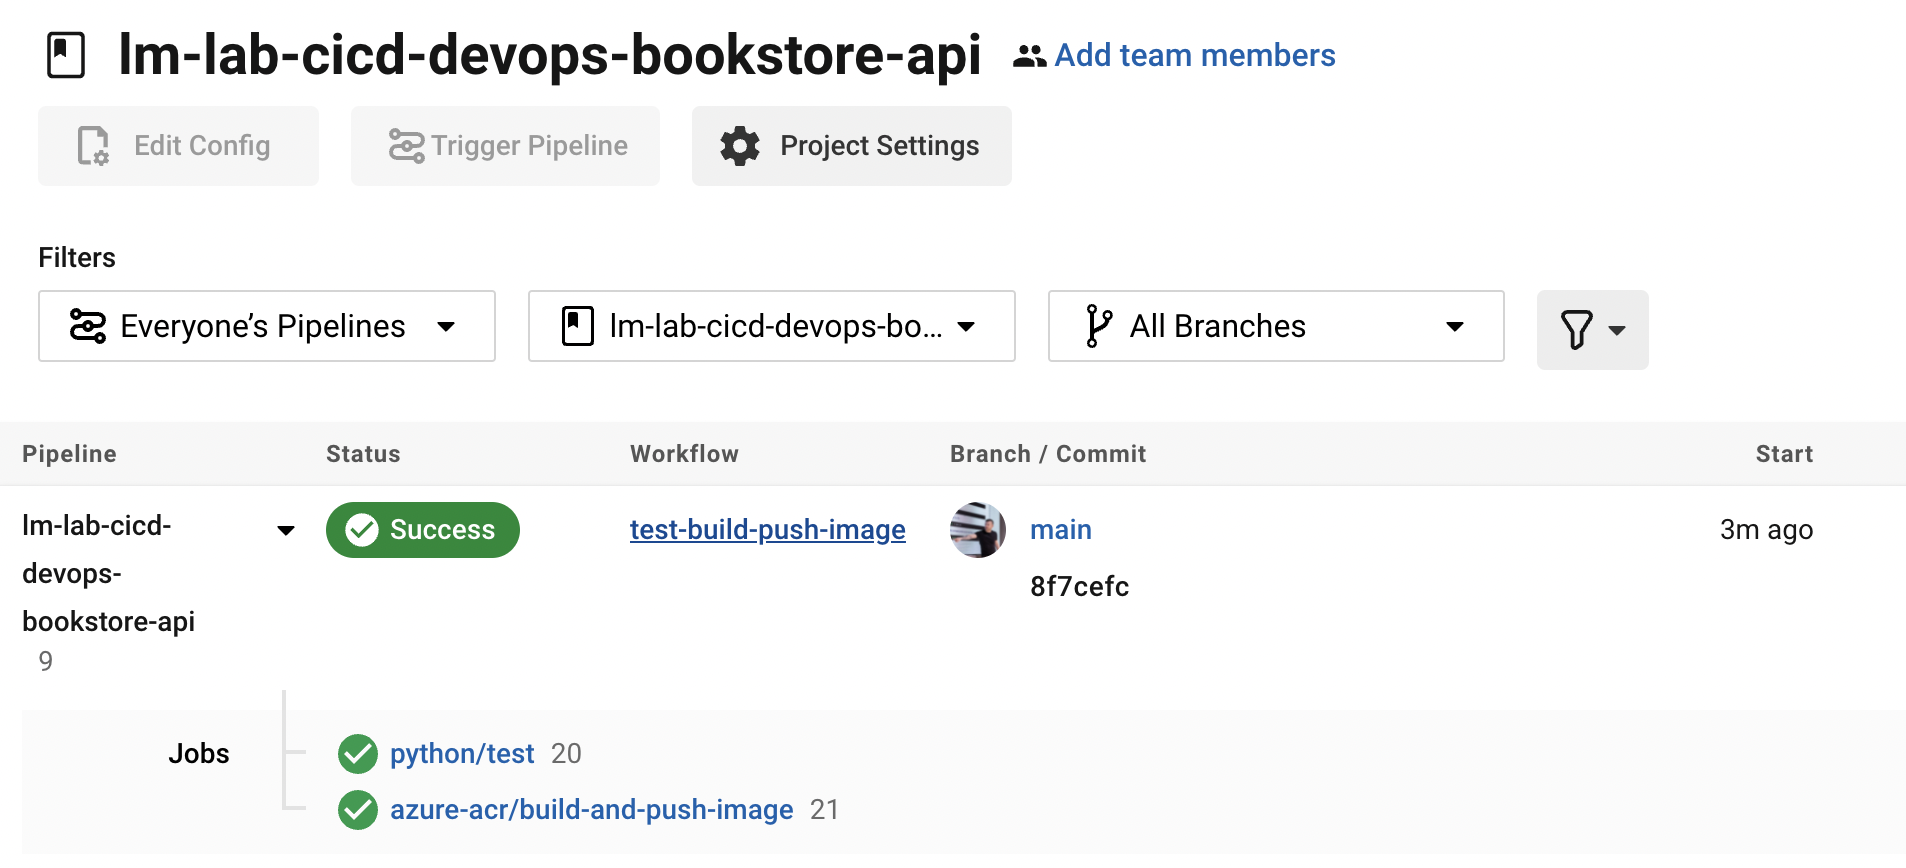 lm-lab-cicd-devops-bookstore-api
Add team members
Edit Config
Trigger Pipeline
Project Settings
Filters
Everyone’s Pipelines
lm-lab-cicd-devops-bo...
All Branches
Pipeline Status Workflow Branch / Commit Start
lm-lab-cicd-
devops-
bookstore-api
9
Success
test-build-push-image
main
8f7cefc
3m ago
Jobs
python/test 20
azure-acr/build-and-push-image 21